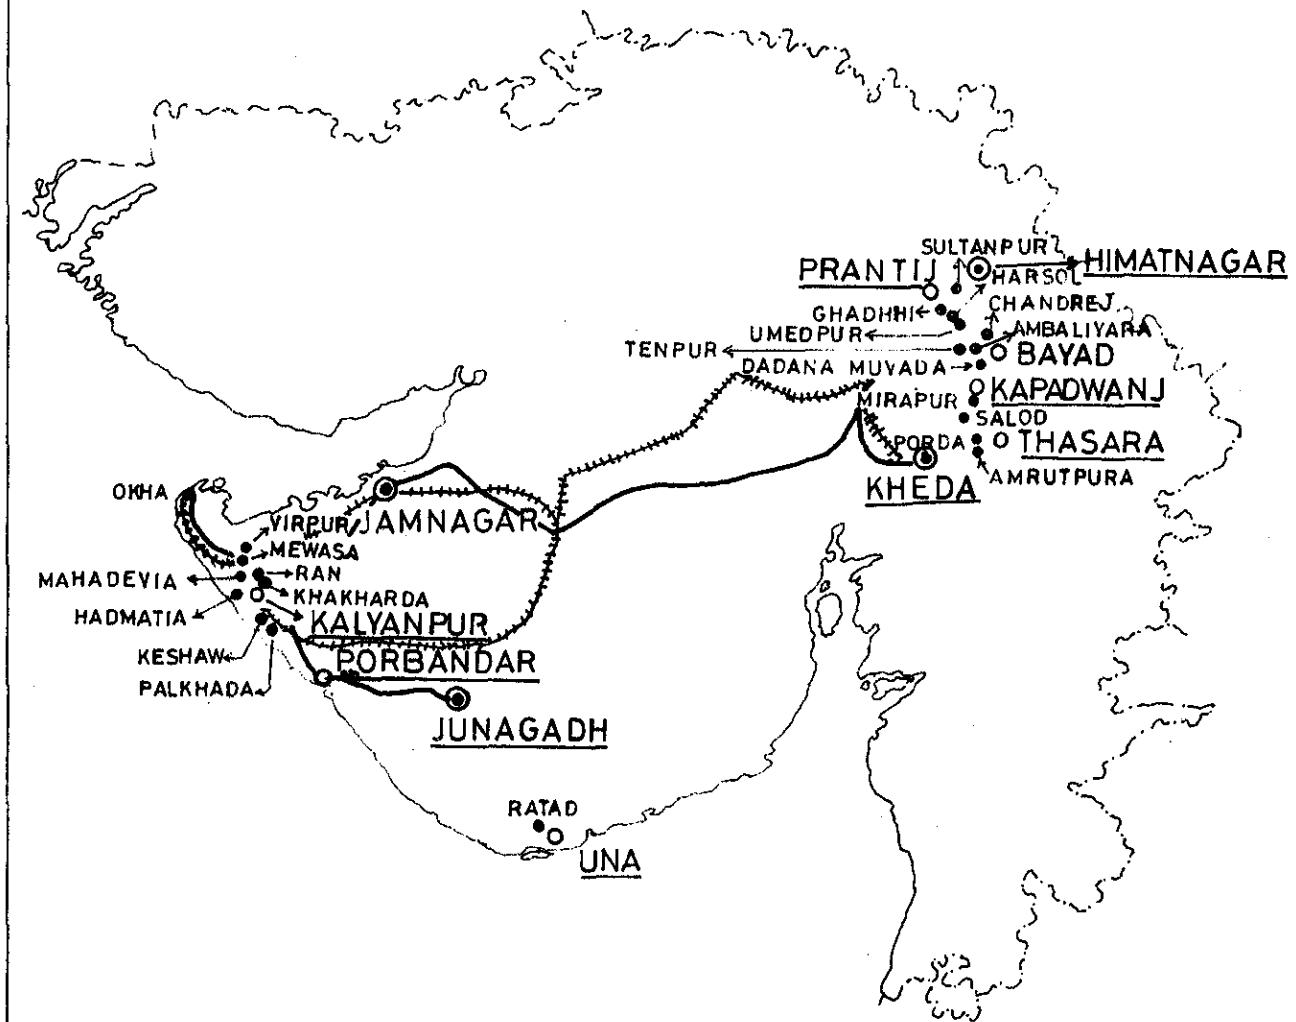 SULTANPUR
HIMATNAGAR
PRANTIJ
HARSOL
CHANDREJ
GHADHHI
UMEDPUR
AMBALIYARA
TENPUR
BAYAD
DADANA MUVADA
KAPADWANJ
MIRAPUR
SALOD
PORDA
THASARA
AMRUTPURA
KHEDA
OKHA
VIRPUR
JAMNAGAR
MEWASA
RAN
MAHADEVIA
KHAKHARDA
HADMATIA
KALYANPUR
KESHAW
PORBANDAR
PALKHADA
JUNAGADH
RATAD
UNA